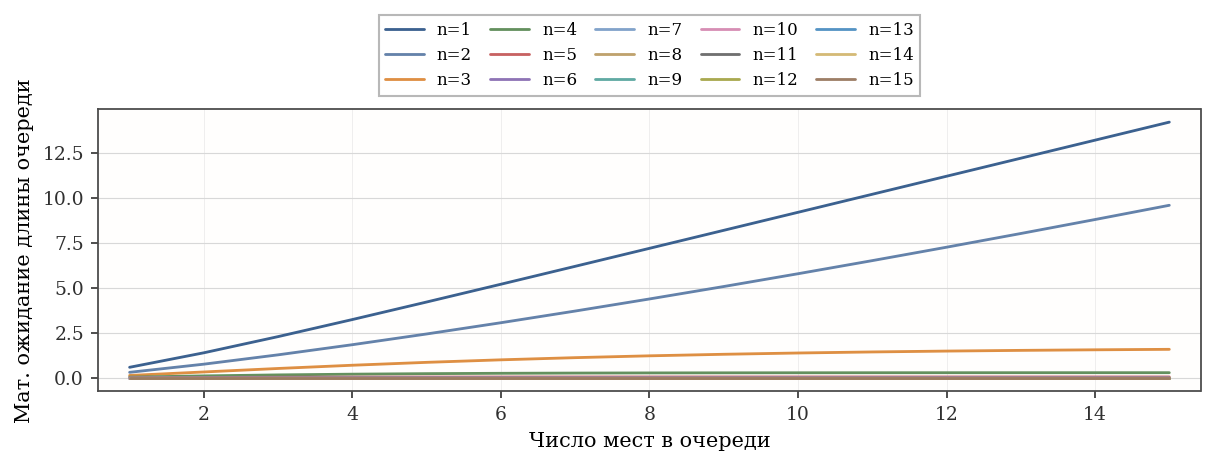 n=1 n=4 n=7 n=10 n=13
n=2 n=5 n=8 n=11 n=14
n=3 n=6 n=9 n=12 n=15
Мат. ожидание длины очереди
12.5
10.0
7.5
5.0
2.5
0.0
2 4 6 8 10 12 14
Число мест в очереди